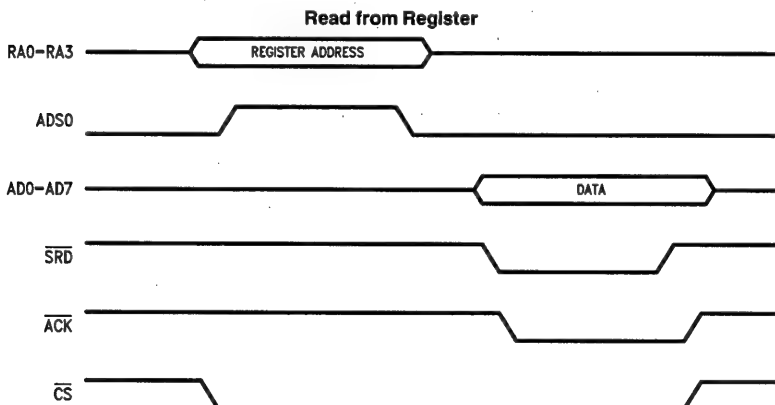 Read from Register
RA0-RA3
REGISTER ADDRESS
ADS0
AD0-AD7
DATA
SRD
ACK
CS